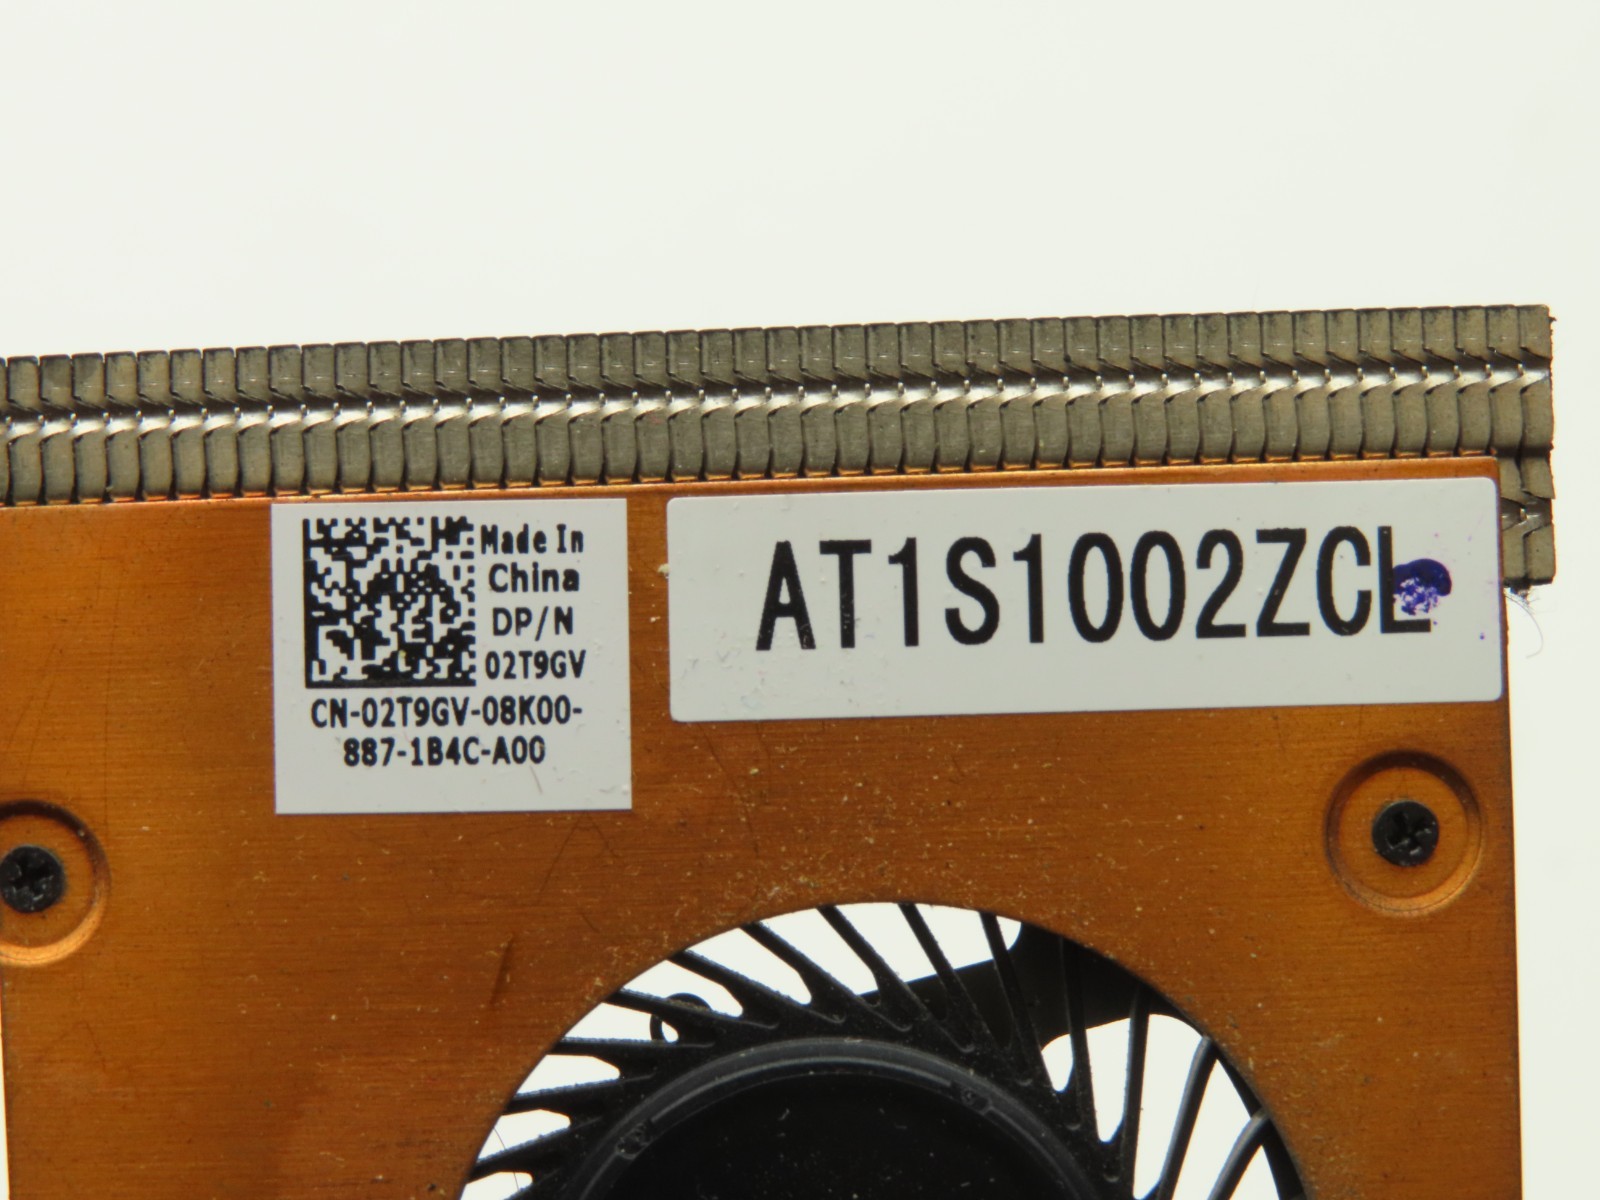 Made In
China
DP/N
02T9GV
CN-02T9GV-08K00-
887-1B4C-A00
AT1S1002ZCL